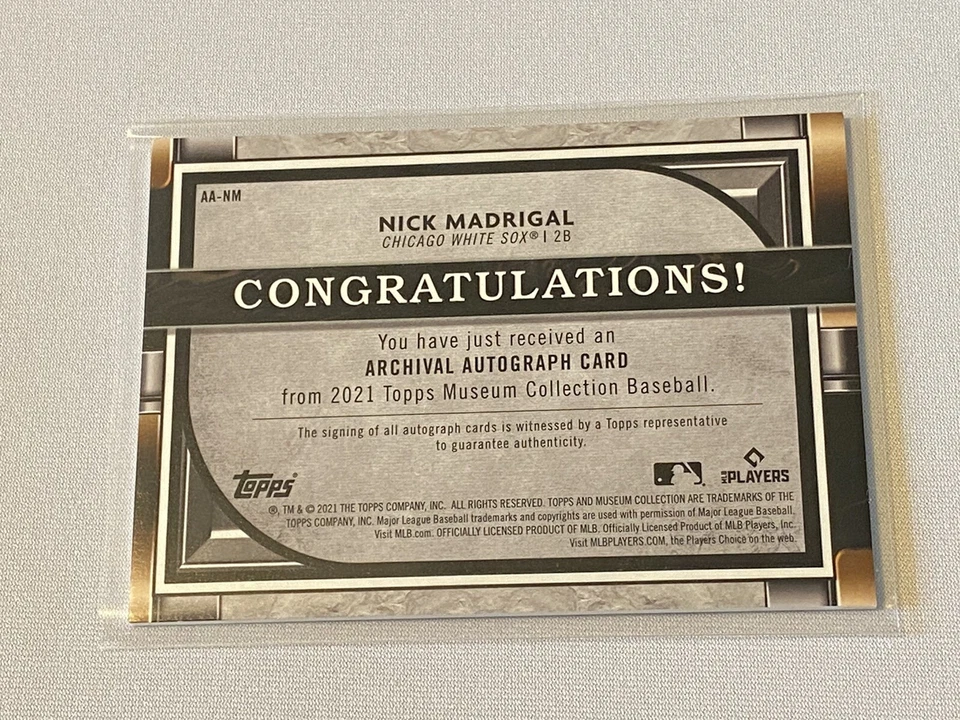 AA-NM
NICK MADRIGAL
CHICAGO WHITE SOX® | 2B
CONGRATULATIONS!
You have just received an
ARCHIVAL AUTOGRAPH CARD
from 2021 Topps Museum Collection Baseball.
The signing of all autograph cards is witnessed by a Topps representative
to guarantee authenticity.
topps®
MLB PLAYERS
®, TM & © 2021 THE TOPPS COMPANY, INC. ALL RIGHTS RESERVED. TOPPS AND MUSEUM COLLECTION ARE TRADEMARKS OF THE
TOPPS COMPANY, INC. Major League Baseball trademarks and copyrights are used with permission of Major League Baseball.
Visit MLB.com. OFFICIALLY LICENSED PRODUCT OF MLB. Officially Licensed Product of MLB Players, Inc.
Visit MLBPLAYERS.COM, the Players Choice on the web.